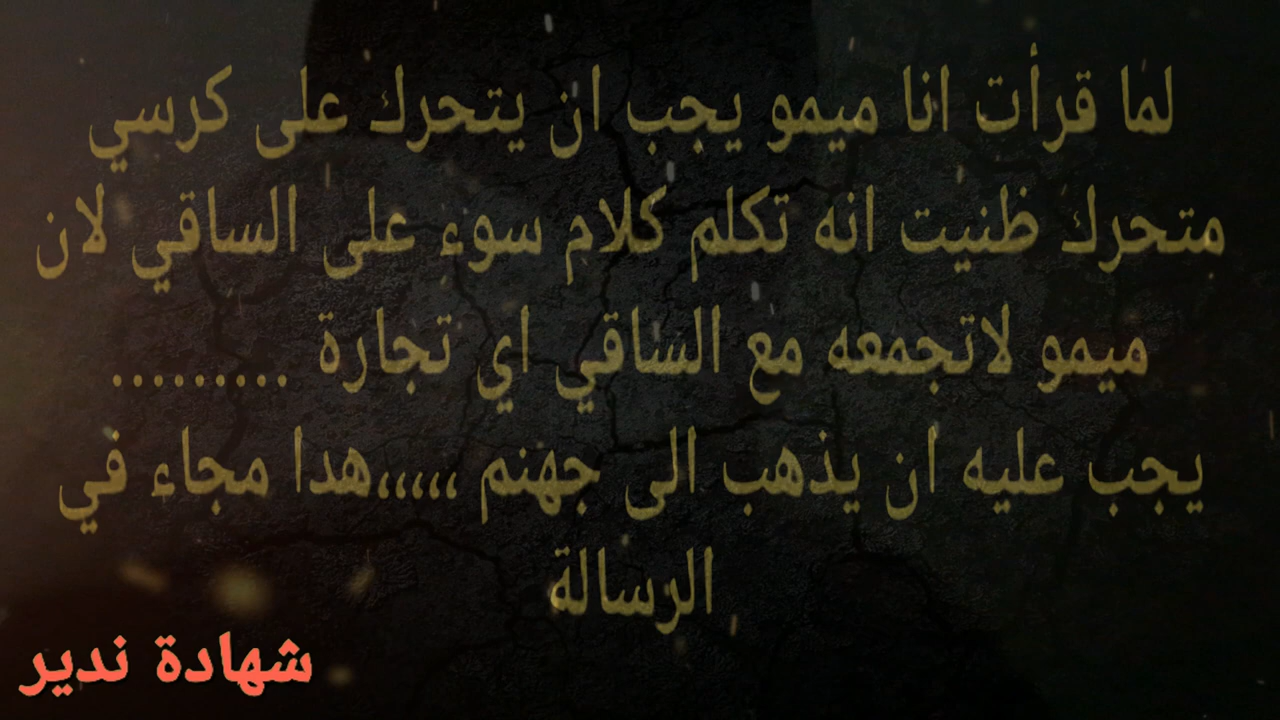 لما قرأت انا ميمو يجب ان يتحرك على كرسي
متحرك ظنيت انه تكلم كلام سوء على الساقي لان
ميمو لاتجمعه مع الساقي اي تجارة .........
يجب عليه ان يذهب الى جهنم ,,,,,هدا مجاء في
الرسالة
شهادة ندير